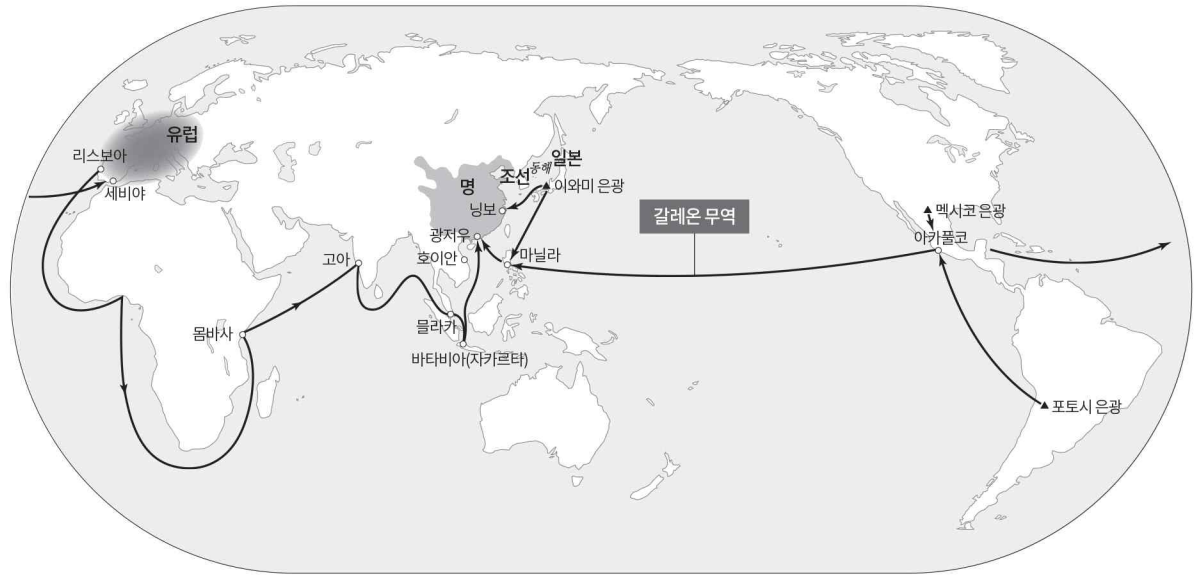 유럽
리스보아
세비야
명
조선
동해
일본
이와미 은광
닝보
광저우
호이안
마닐라
고아
믈라카
바타비아(자카르타)
몸바사
갈레온 무역
멕시코 은광
아카풀코
포토시 은광